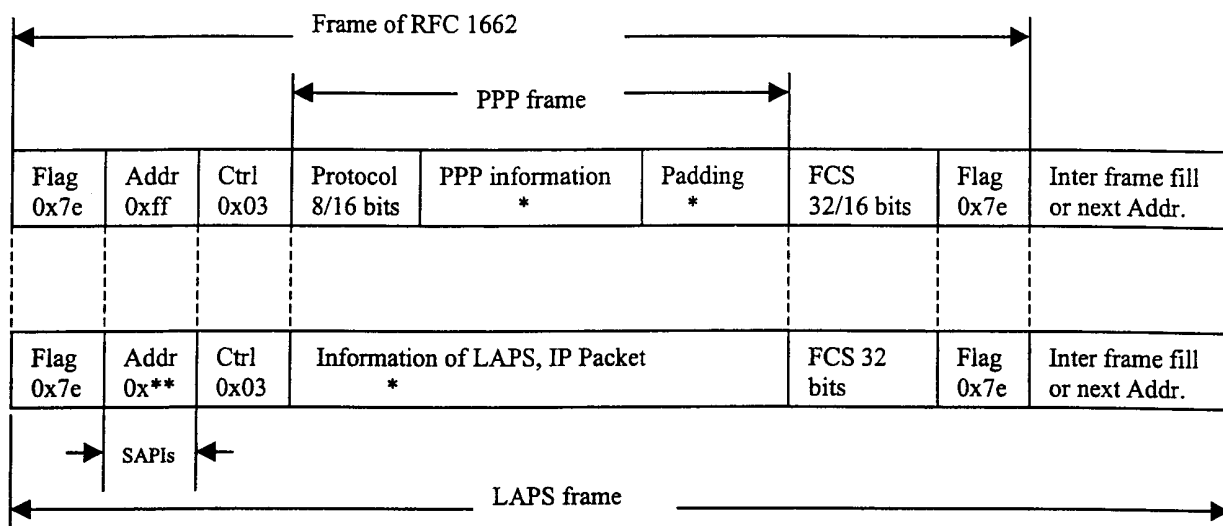 Frame of RFC 1662
PPP frame
Flag Addr Ctrl Protocol PPP information Padding FCS Flag Inter frame fill
0x7e 0xff 0x03 8/16 bits * * 32/16 bits 0x7e or next Addr.
Flag Addr Ctrl Information of LAPS, IP Packet FCS 32 Flag Inter frame fill
0x7e 0x** 0x03 * bits 0x7e or next Addr.
SAPIs
LAPS frame